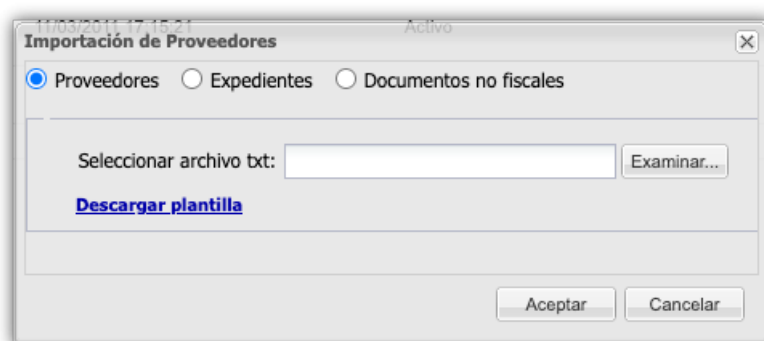 11/03/2011 17:15:21 Activo
Importación de Proveedores
Proveedores Expedientes Documentos no fiscales
Seleccionar archivo txt: Examinar...
Descargar plantilla
Aceptar Cancelar